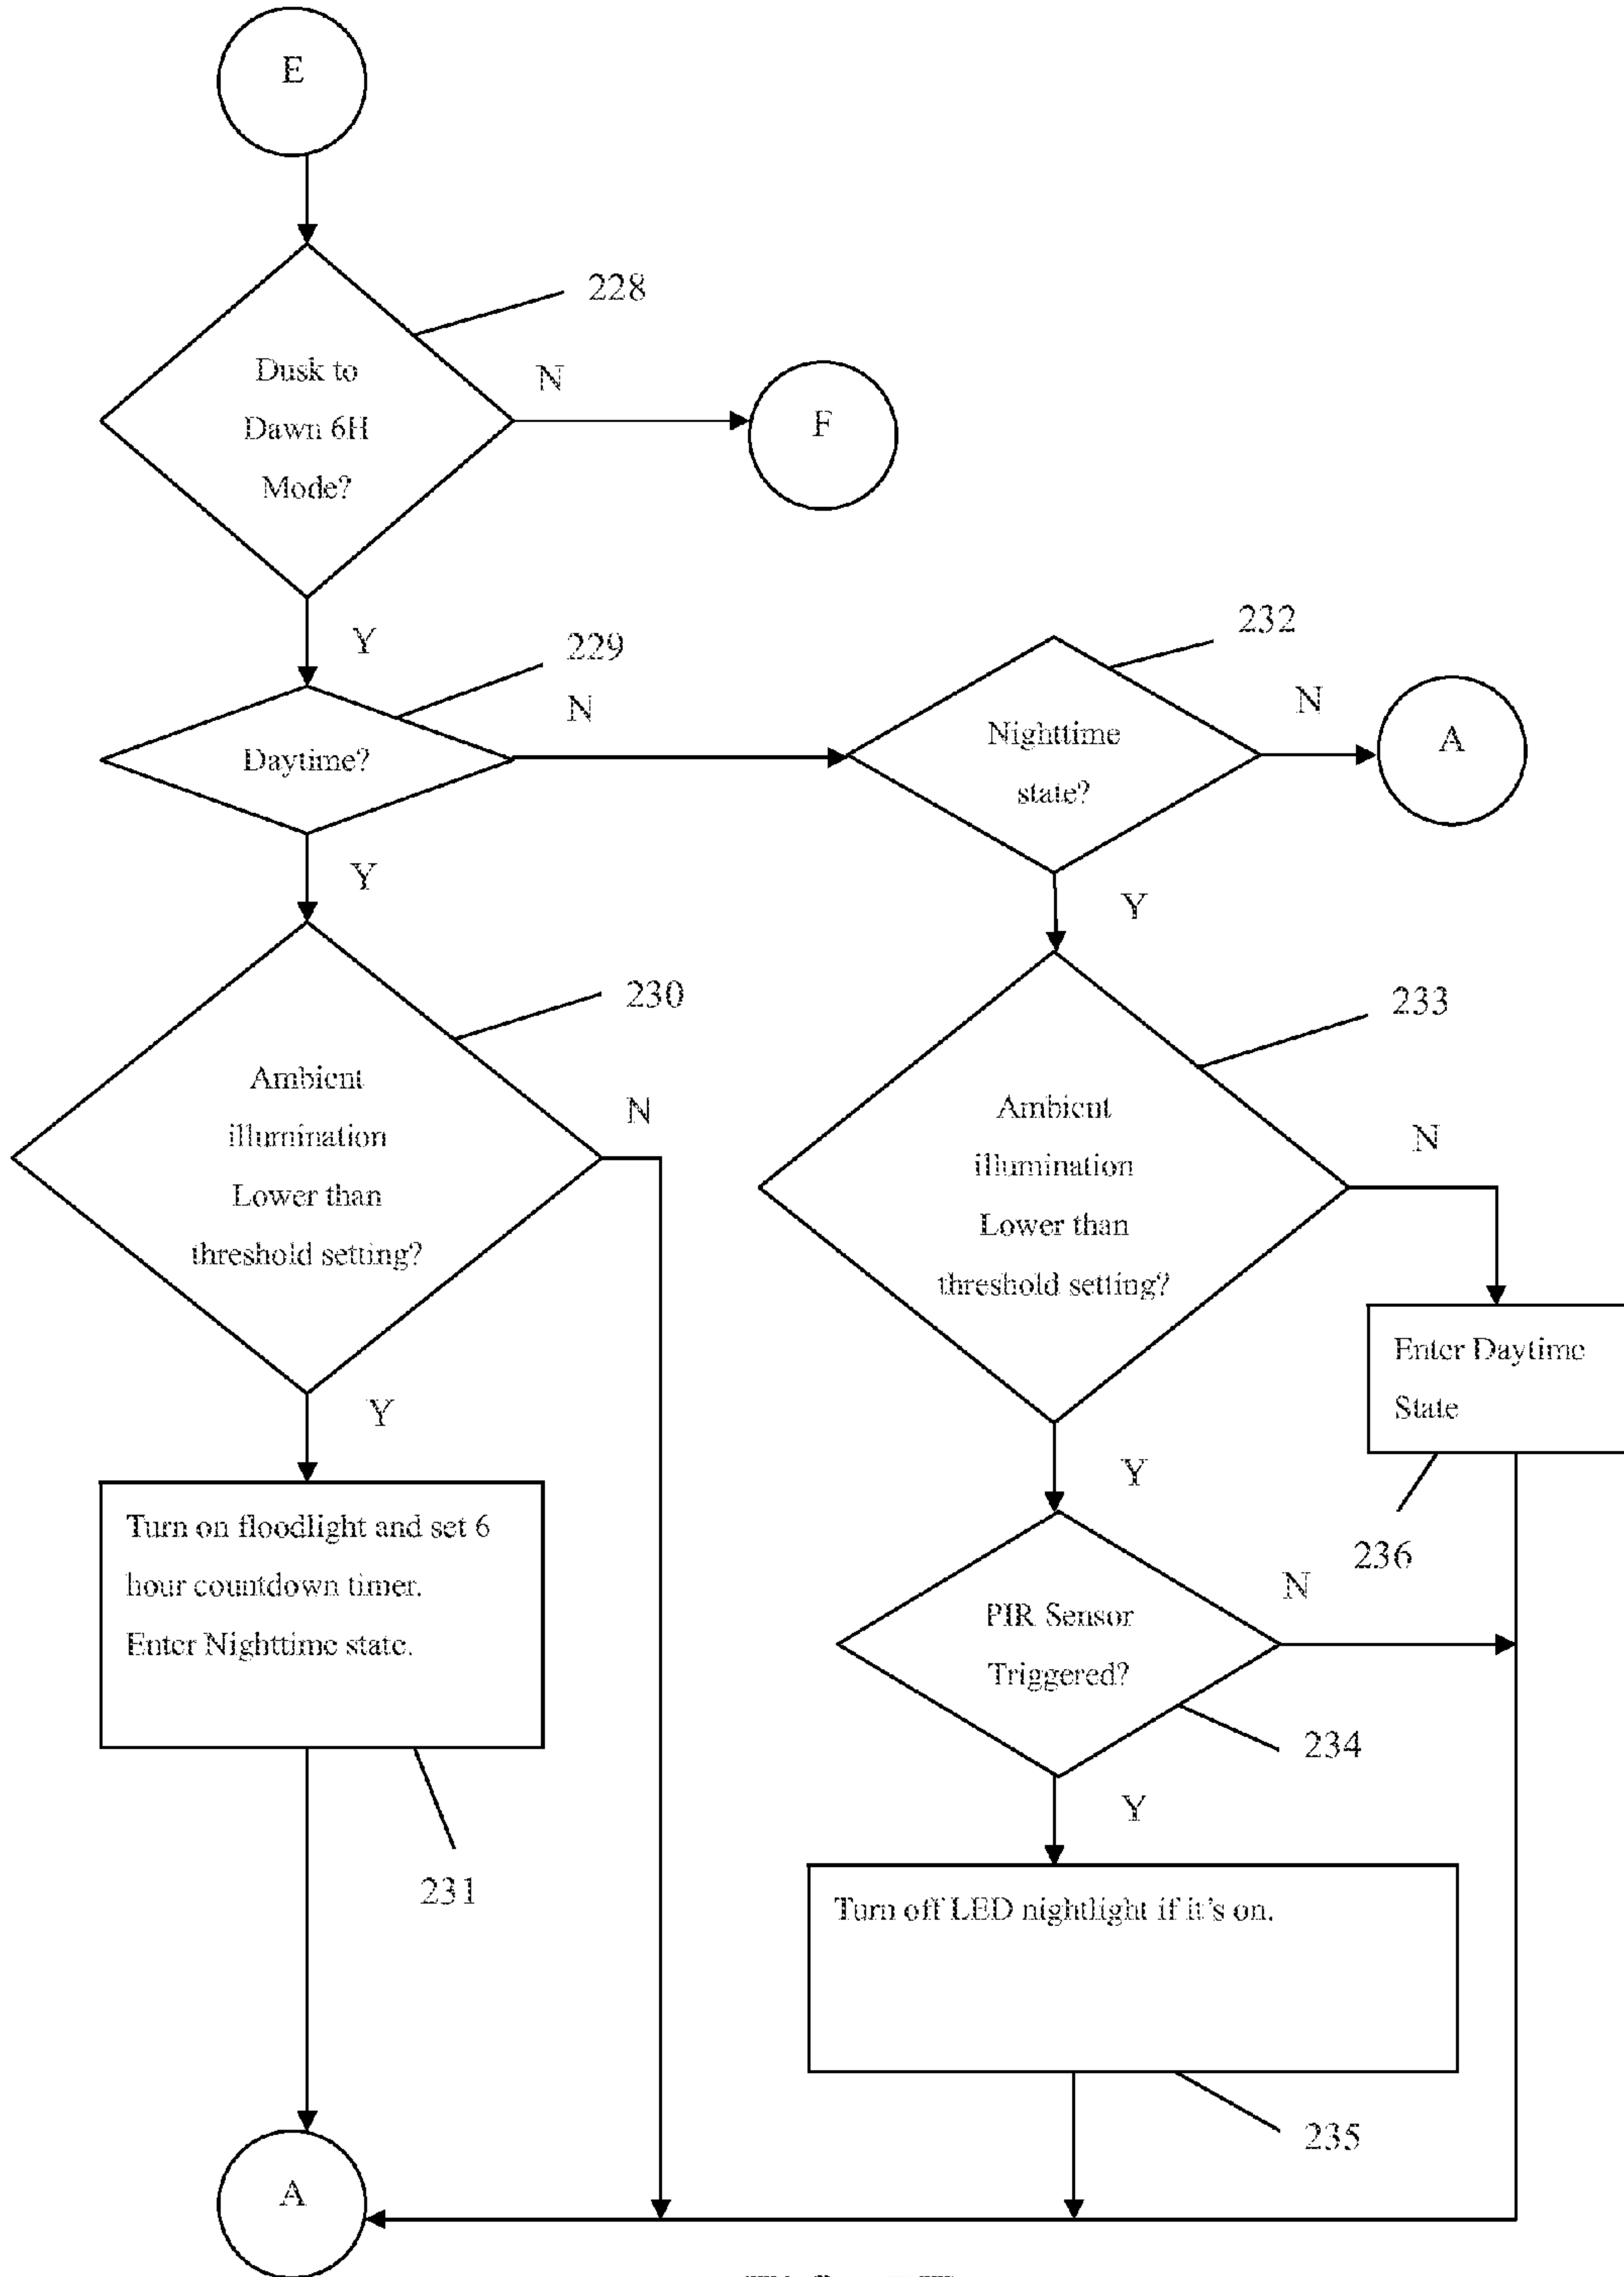 E
228
Dusk to
Dawn 6H
Mode?
N
F
Y
229
Daytime?
N
232
Nighttime
state?
N
A
Y
Y
230
Ambient
illumination
Lower than
threshold setting?
N
233
Ambient
illumination
Lower than
threshold setting?
N
Enter Daytime
State
236
Y
Y
Turn on floodlight and set 6
hour countdown timer.
Enter Nighttime state.
231
PIR Sensor
Triggered?
N
234
Y
Turn off LED nightlight if it's on.
235
A